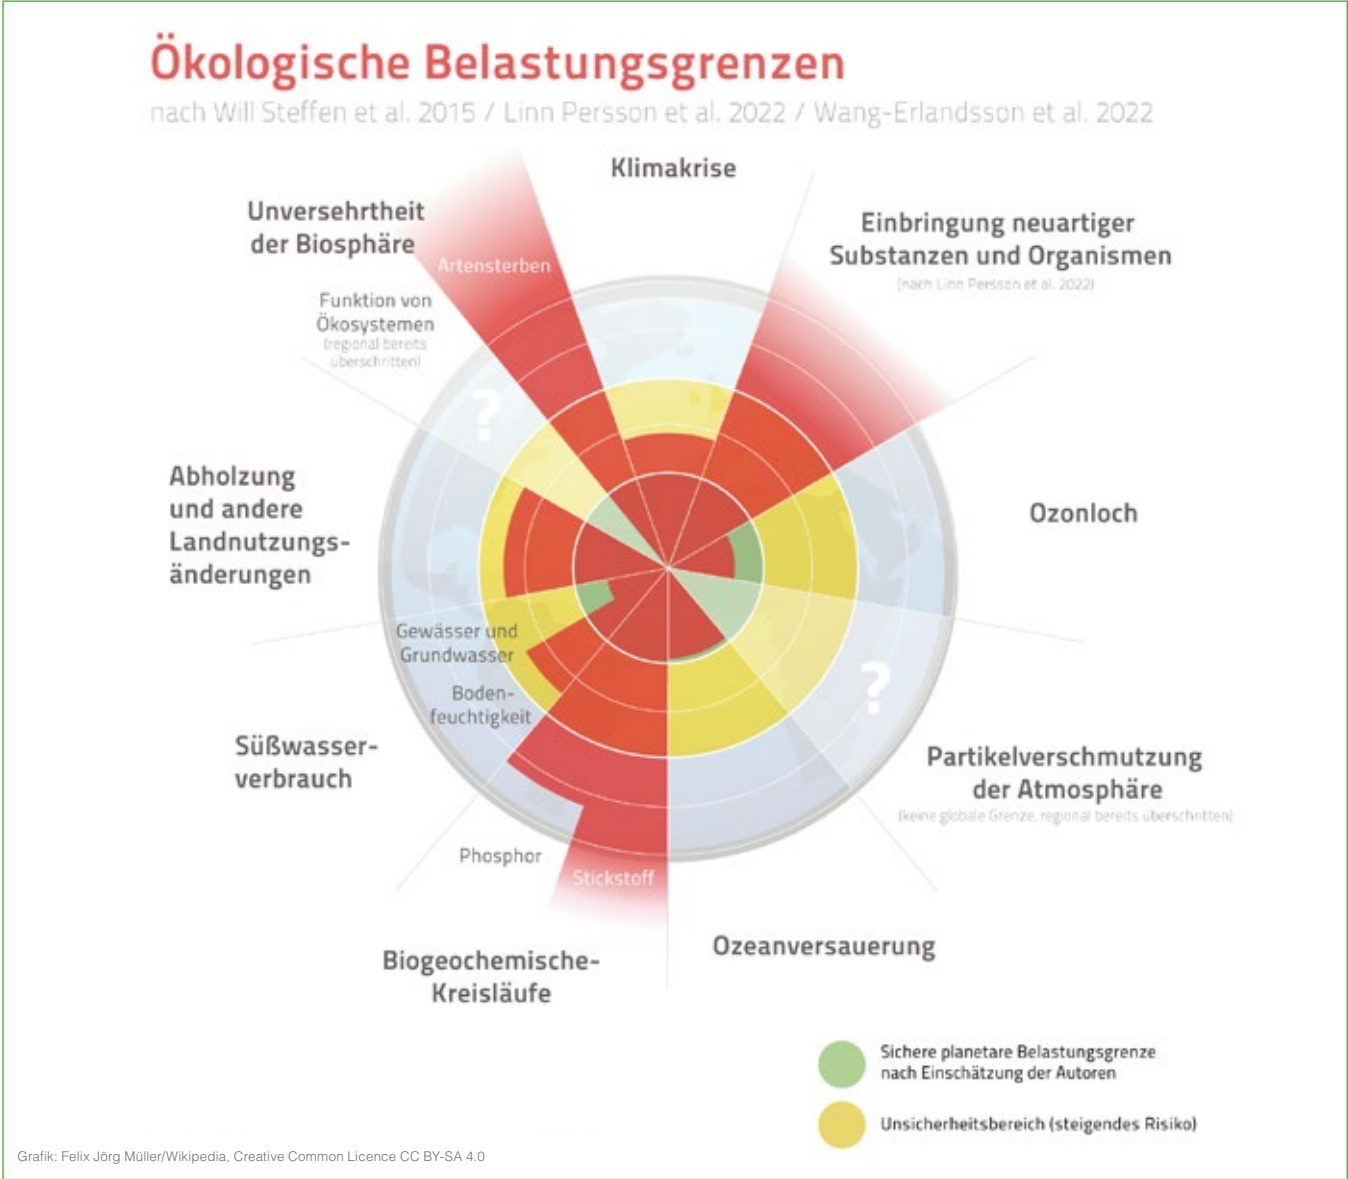 Ökologische Belastungsgrenzen
nach Will Steffen et al. 2015 / Linn Persson et al. 2022 / Wang-Erlandsson et al. 2022
Klimakrise
Unversehrtheit
der Biosphäre
Artensterben
Funktion von
Ökosystemen
(regional bereits
überschritten)
?
Einbringung neuartiger
Substanzen und Organismen
(nach Linn Persson et al. 2022)
Abholzung
und andere
Landnutzungs-
änderungen
Ozonloch
Gewässer und
Grundwasser
Boden-
feuchtigkeit
?
Süßwasser-
verbrauch
Partikelverschmutzung
der Atmosphäre
(keine globale Grenze, regional bereits überschritten)
Phosphor
Stickstoff
Biogeochemische-
Kreisläufe
Ozeanversauerung
Sichere planetare Belastungsgrenze
nach Einschätzung der Autoren
Unsicherheitsbereich (steigendes Risiko)
Grafik: Felix Jörg Müller/Wikipedia, Creative Common Licence CC BY-SA 4.0